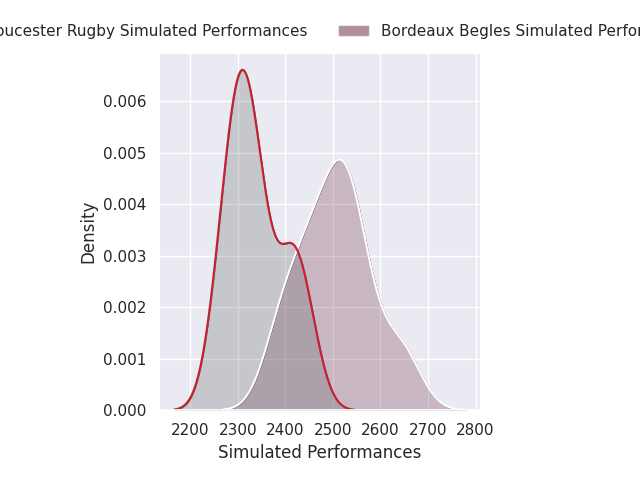 oucester Rugby Simulated Performances Bordeaux Begles Simulated Perfor
0.006
0.005
0.004
0.003
0.002
0.001
0.000
Density
2200 2300 2400 2500 2600 2700 2800
Simulated Performances